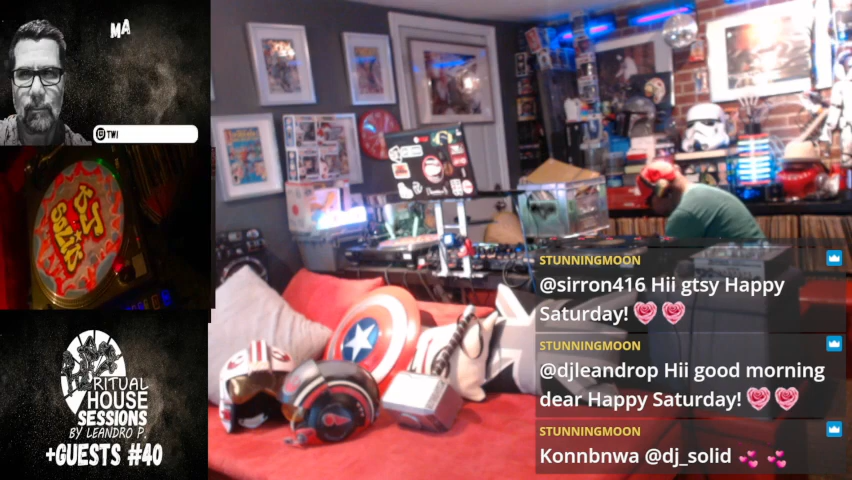 MA
TWI
DJ
SOLID
RITUAL
HOUSE
SESSIONS
BY LEANDRO P.
+GUESTS #40
STUNNINGMOON
@sirron416 Hii gtsy Happy
Saturday!
STUNNINGMOON
@djleandrop Hii good morning
dear Happy Saturday!
STUNNINGMOON
Konnbnwa @dj_solid